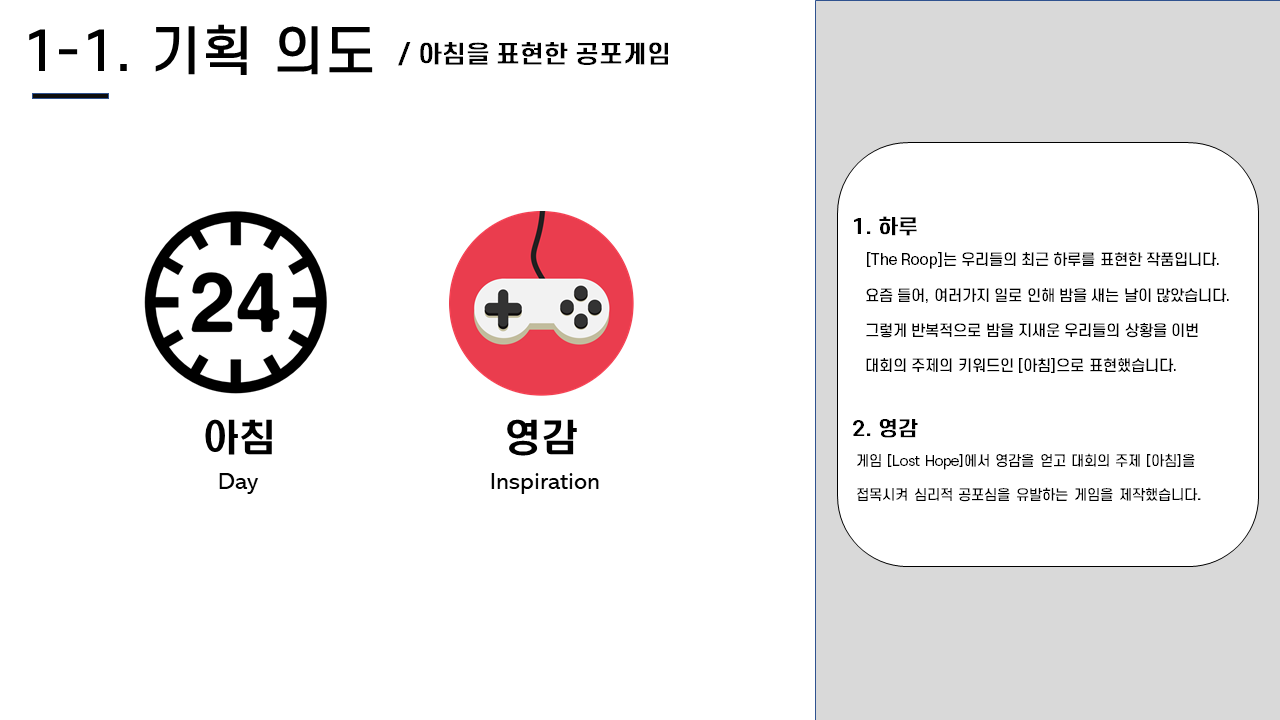 1-1. 기획 의도 / 아침을 표현한 공포게임
24
아침
Day
영감
Inspiration
1. 하루
[The Roop]는 우리들의 최근 하루를 표현한 작품입니다.
요즘 들어, 여러가지 일로 인해 밤을 새는 날이 많았습니다.
그렇게 반복적으로 밤을 지새운 우리들의 상황을 이번
대회의 주제의 키워드인 [아침]으로 표현했습니다.
2. 영감
게임 [Lost Hope]에서 영감을 얻고 대회의 주제 [아침]을
접목시켜 심리적 공포심을 유발하는 게임을 제작했습니다.